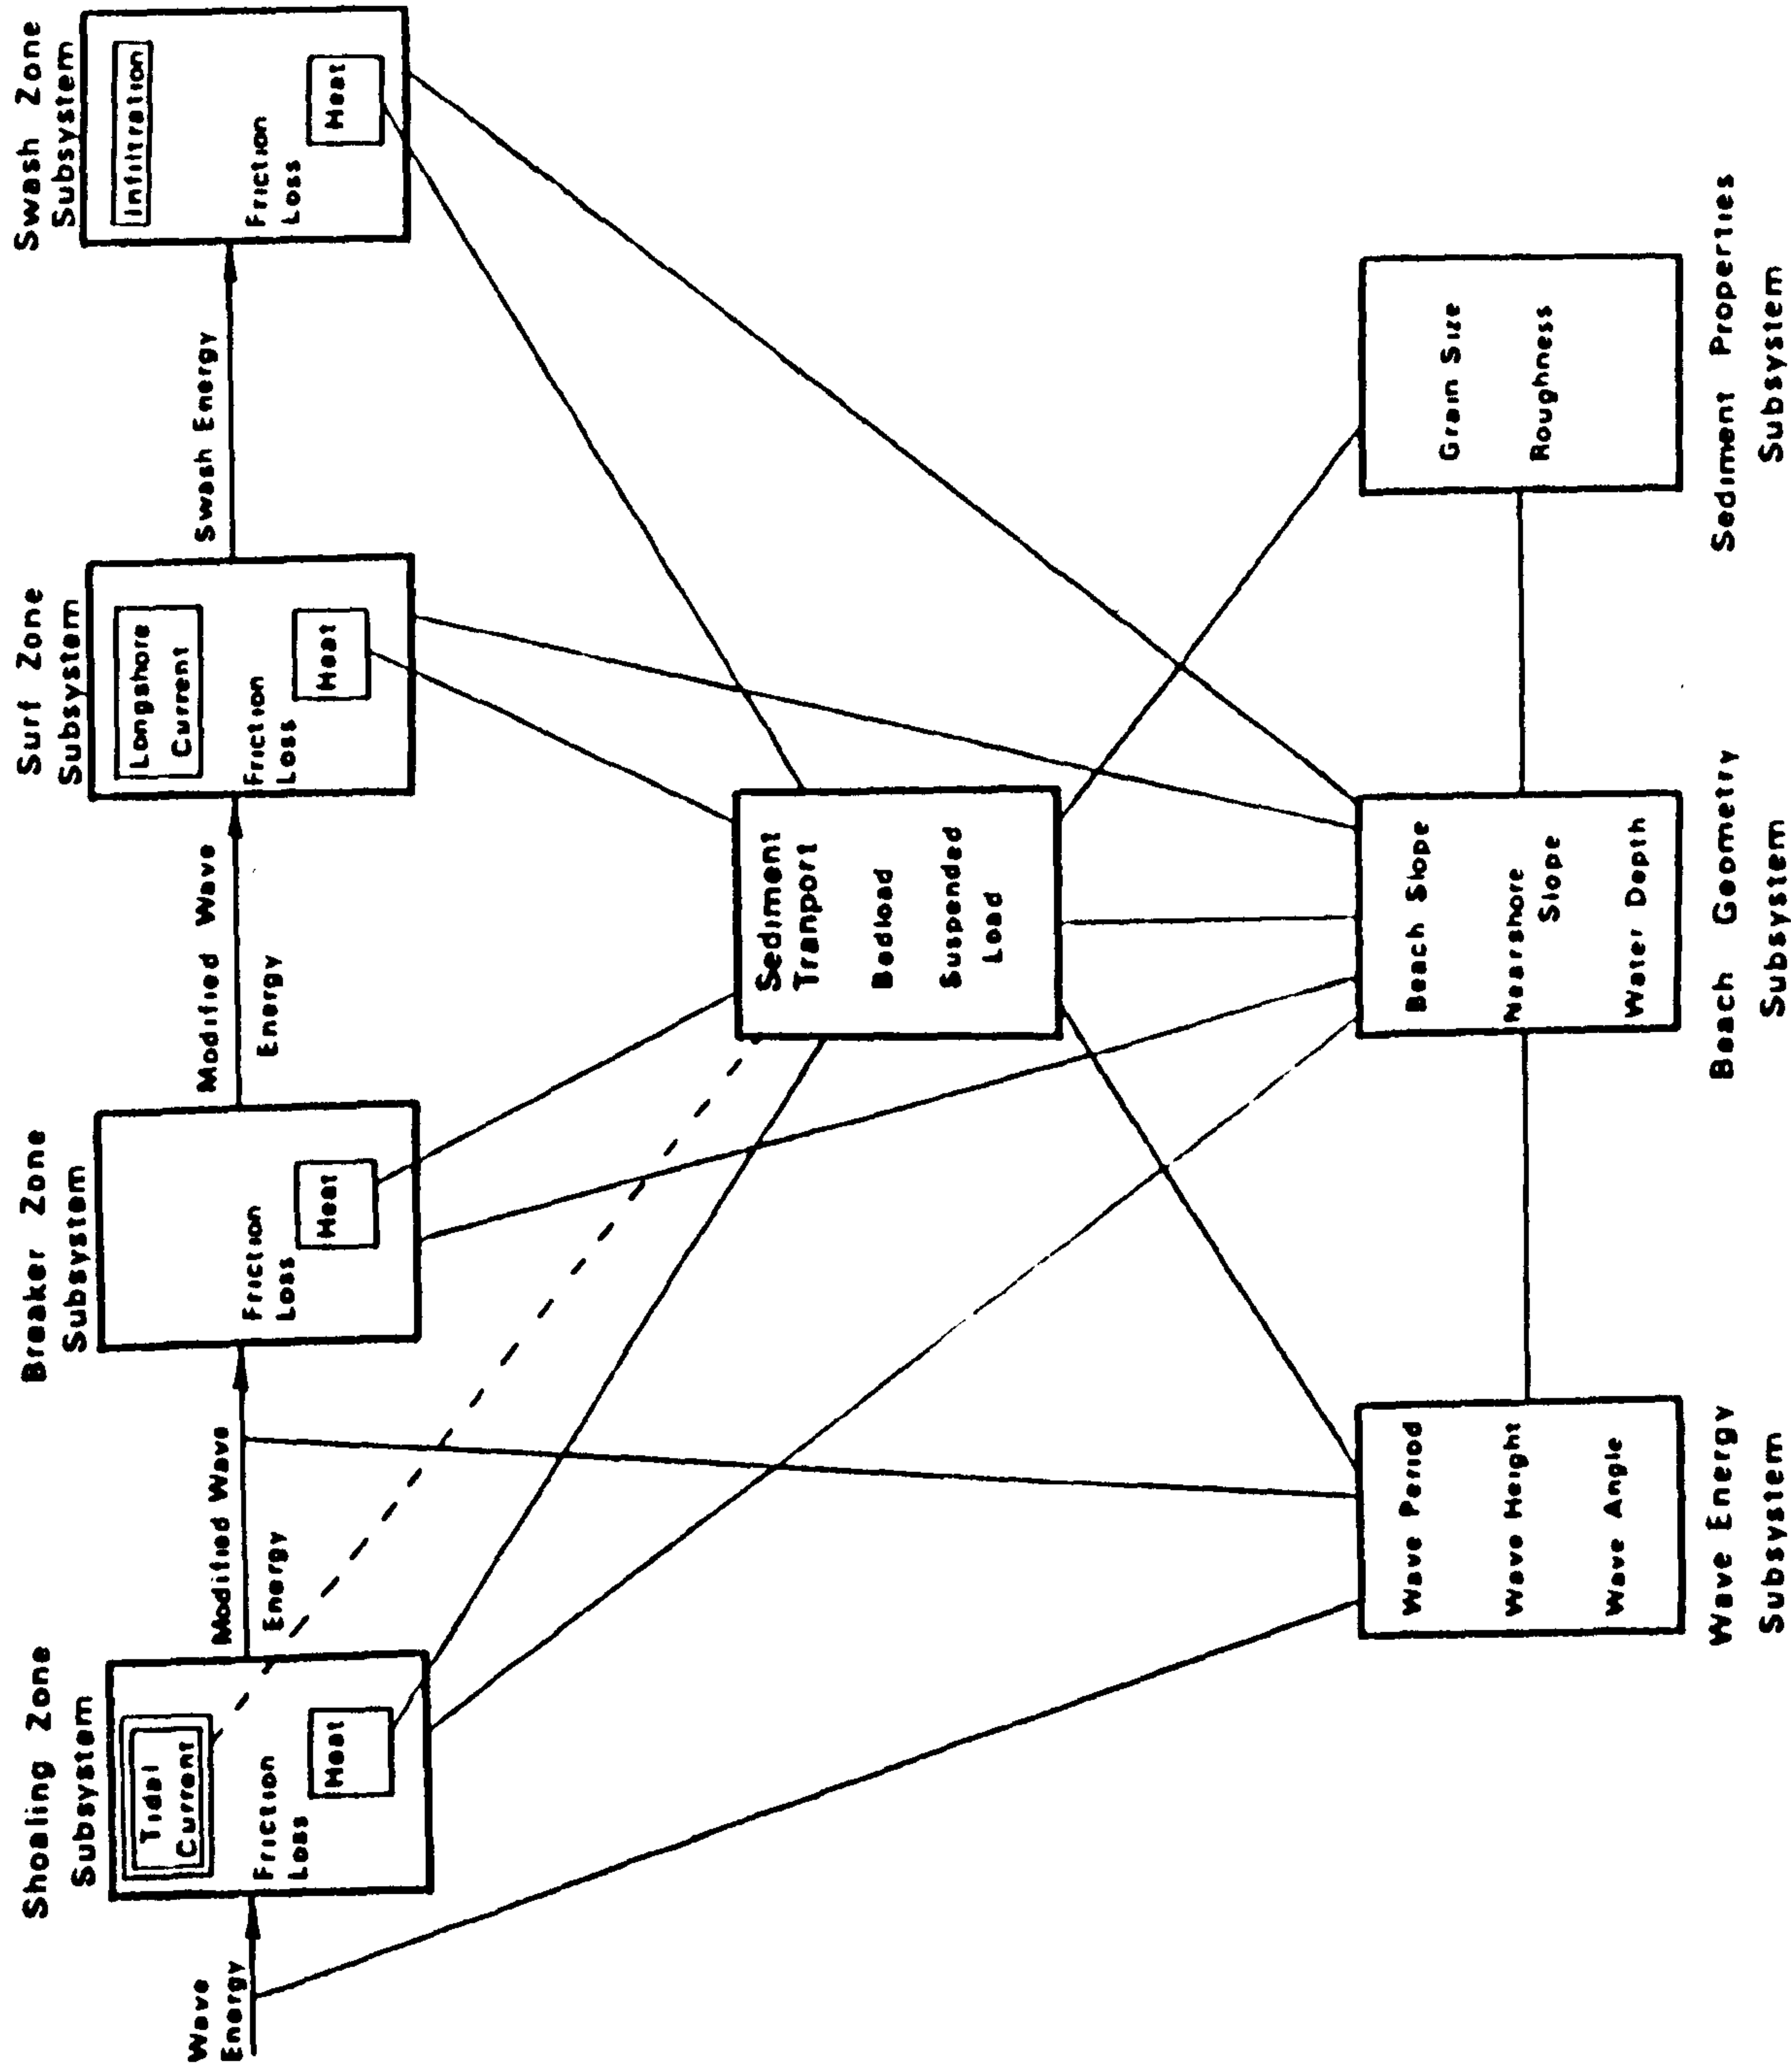 Shoaling Zone
Subsystem
Breaker Zone
Subsystem
Surf Zone
Subsystem
Swash Zone
Subsystem
Wave
Energy
Tidal
Current
Friction
Loss
Heat
Modified Wave
Energy
Friction
Loss
Heat
Modified Wave
Energy
Longshore
Current
Friction
Loss
Heat
Swash Energy
Infiltration
Friction
Loss
Heat
Sediment
Tranport
Bedload
Suspended
Load
Wave Period
Wave Height
Wave Angle
Wave Energy
Subsystem
Beach Slope
Nearshore
Slope
Water Depth
Beach Geometry
Subsystem
Grain Size
Roughness
Sediment Properties
Subsystem